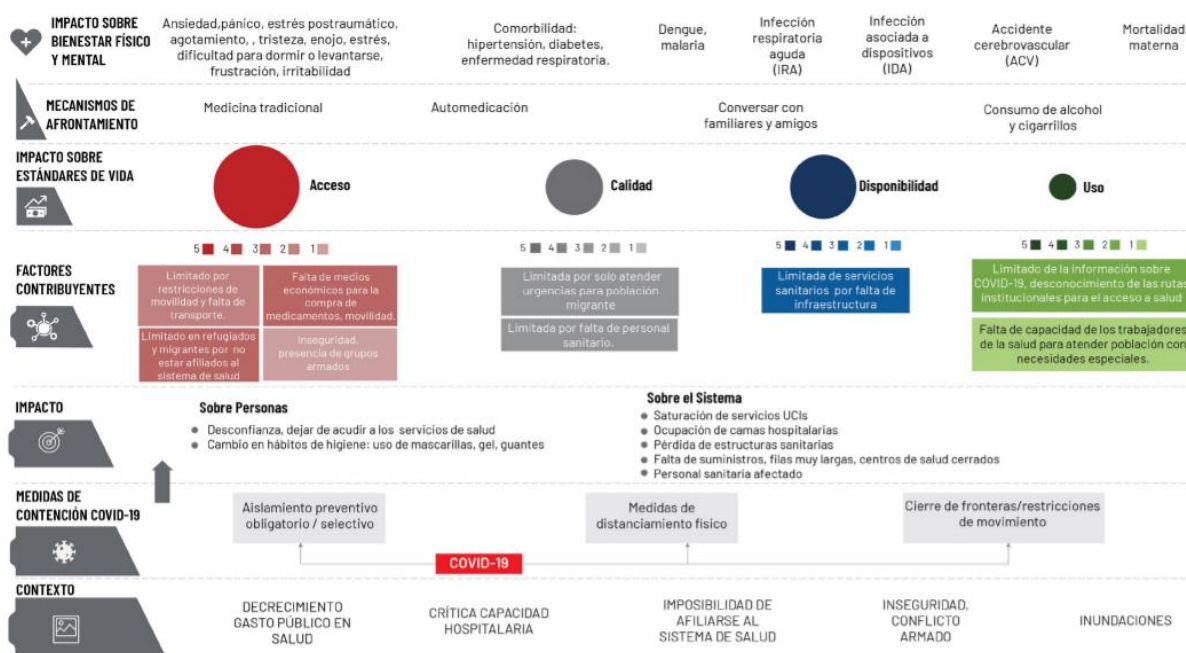 IMPACTO SOBRE
BIENESTAR FÍSICO
Y MENTAL
Ansiedad,pánico, estrés postraumático,
agotamiento, , tristeza, enojo, estrés,
dificultad para dormir o levantarse,
frustración, irritabilidad
Comorbilidad:
hipertensión, diabetes,
enfermedad respiratoria.
Dengue,
malaria
Infección
respiratoria
aguda
(IRA)
Infección
asociada a
dispositivos
(IDA)
Accidente
cerebrovascular
(ACV)
Mortalidad
materna
MECANISMOS DE
AFRONTAMIENTO
Medicina tradicional
Automedicación
Conversar con
familiares y amigos
Consumo de alcohol
y cigarrillos
IMPACTO SOBRE
ESTÁNDARES DE VIDA
Acceso
Calidad
Disponibilidad
Uso
5 4 3 2 1
5 4 3 2 1
5 4 3 2 1
5 4 3 2 1
FACTORES
CONTRIBUYENTES
Limitado por
restricciones de
movilidad y falta de
transporte.
Falta de medios
económicos para la
compra de
medicamentos, movilidad.
Limitado en refugiados
y migrantes por no
estar afiliados al
sistema de salud
Inseguridad,
presencia de grupos
armados
Limitada por solo atender
urgencias para población
migrante
Limitada por falta de personal
sanitario.
Limitada de servicios
sanitarios por falta de
infraestructura
Limitado de la información sobre
COVID-19, desconocimiento de las rutas
institucionales para el acceso a salud
Falta de capacidad de los trabajadores
de la salud para atender población con
necesidades especiales.
IMPACTO
Sobre Personas
• Desconfianza, dejar de acudir a los servicios de salud
• Cambio en hábitos de higiene: uso de mascarillas, gel, guantes
Sobre el Sistema
• Saturación de servicios UCIs
• Ocupación de camas hospitalarias
• Pérdida de estructuras sanitarias
• Falta de suministros, filas muy largas, centros de salud cerrados
• Personal sanitaria afectado
MEDIDAS DE
CONTENCIÓN COVID-19
Aislamiento preventivo
obligatorio / selectivo
Medidas de
distanciamiento físico
Cierre de fronteras/restricciones
de movimiento
COVID-19
CONTEXTO
DECRECIMIENTO
GASTO PÚBLICO EN
SALUD
CRÍTICA CAPACIDAD
HOSPITALARIA
IMPOSIBILIDAD DE
AFILIARSE AL
SISTEMA DE SALUD
INSEGURIDAD,
CONFLICTO
ARMADO
INUNDACIONES